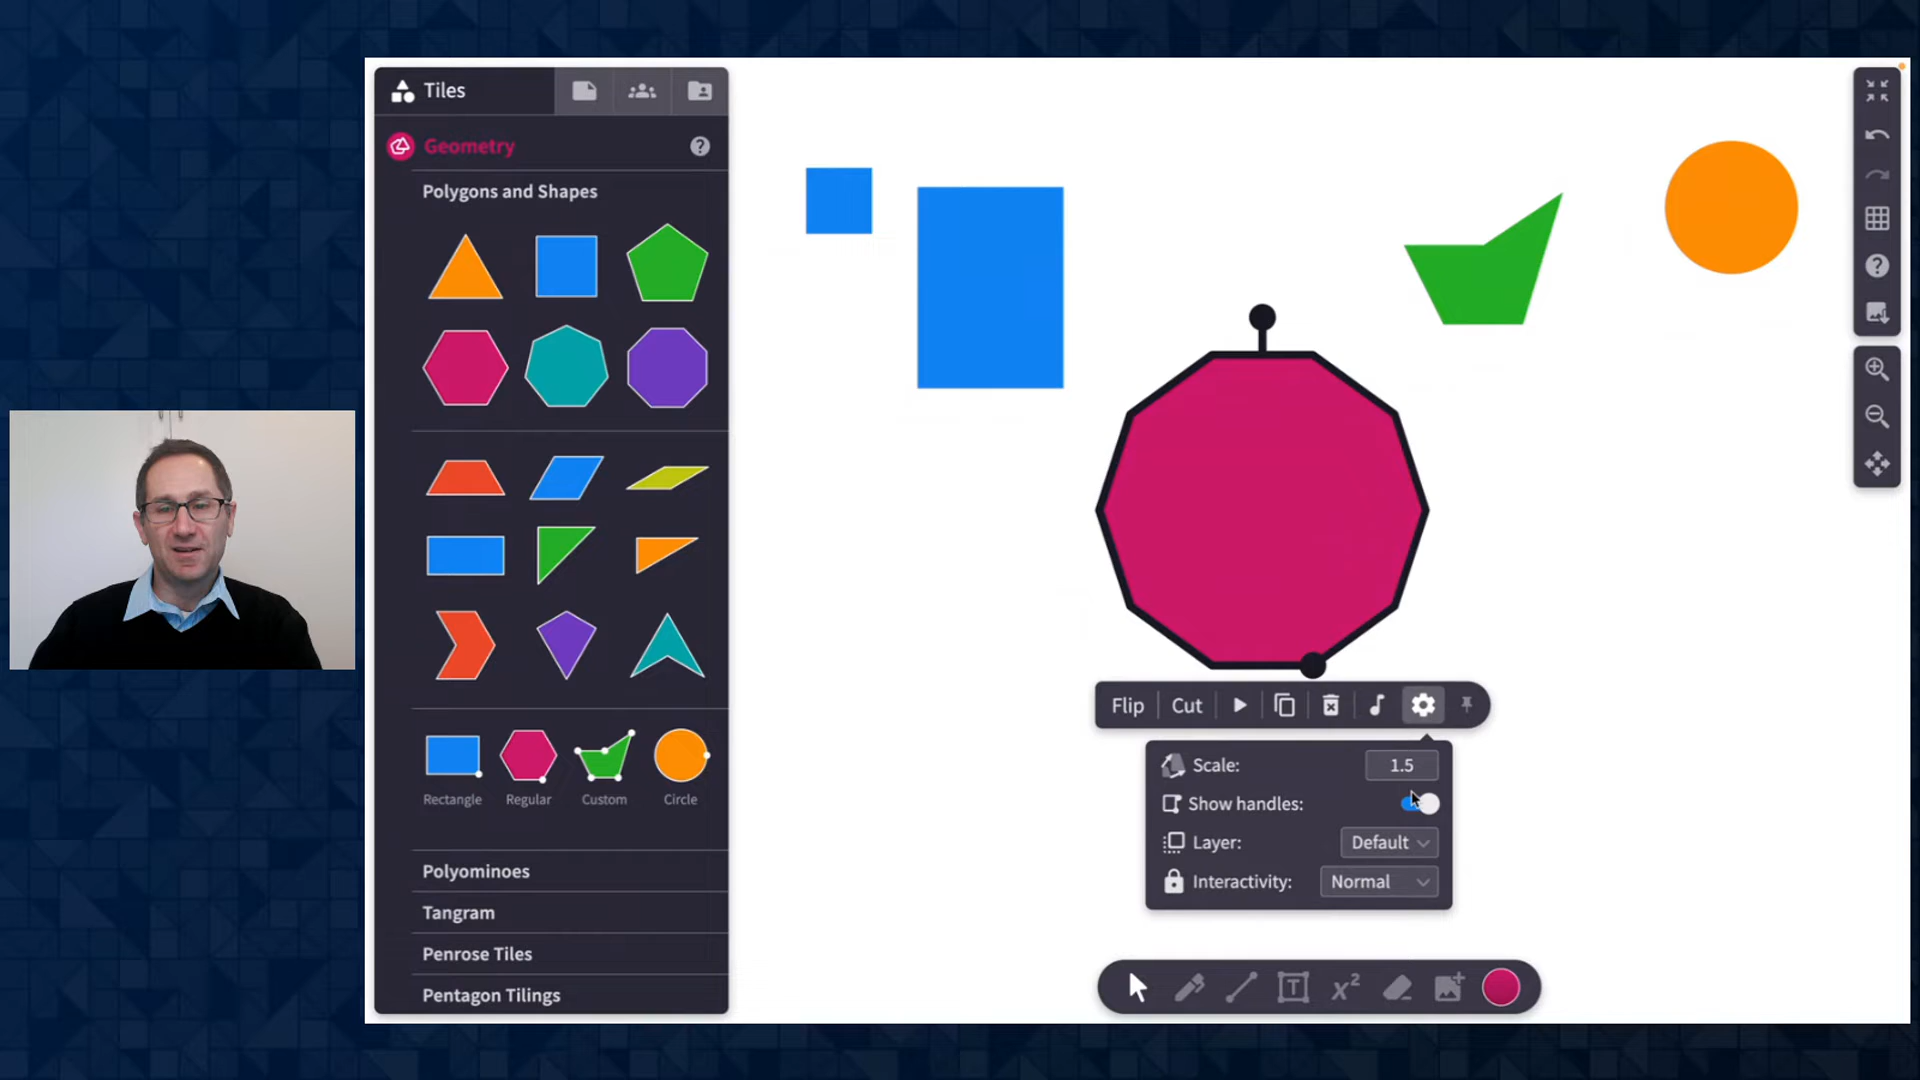 Tiles
Geometry
Polygons and Shapes
Rectangle
Regular
Custom
Circle
Polyominoes
Tangram
Penrose Tiles
Pentagon Tilings
Flip
Cut
Scale: 1.5
Show handles:
Layer: Default
Interactivity: Normal
T
x²